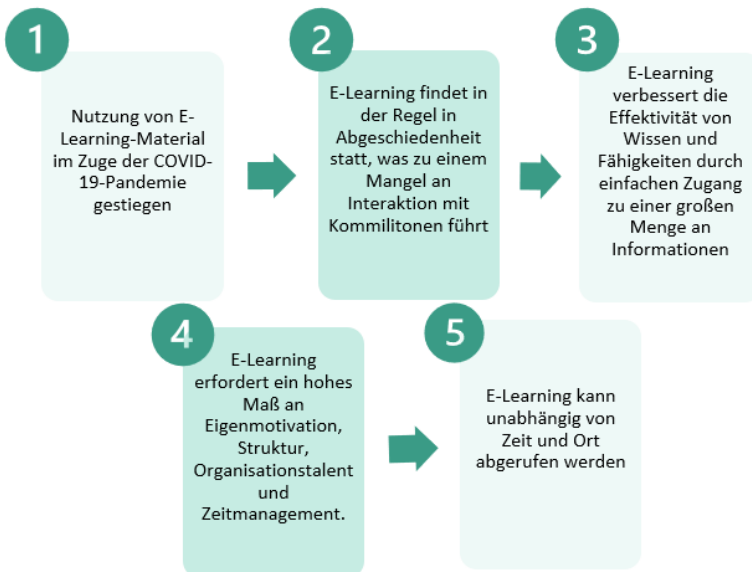 1
Nutzung von E-
Learning-Material
im Zuge der COVID-
19-Pandemie
gestiegen
2
E-Learning findet in
der Regel in
Abgeschiedenheit
statt, was zu einem
Mangel an
Interaktion mit
Kommilitonen führt
3
E-Learning
verbessert die
Effektivität von
Wissen und
Fähigkeiten durch
einfachen Zugang
zu einer großen
Menge an
Informationen
4
E-Learning
erfordert ein hohes
Maß an
Eigenmotivation,
Struktur,
Organisationstalent
und
Zeitmanagement.
5
E-Learning kann
unabhängig von
Zeit und Ort
abgerufen werden